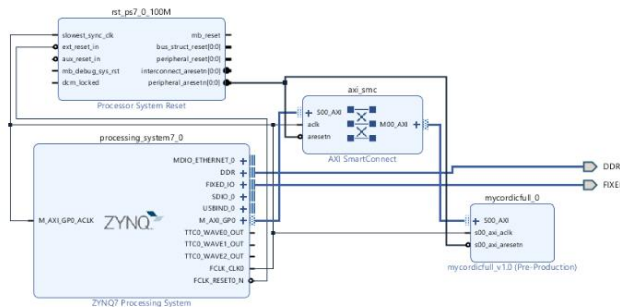 rst_ps7_0_100M
slowest_sync_clk
ext_reset_in
aux_reset_in
mb_debug_sys_rst
dcm_locked
mb_reset
bus_struct_reset[0:0]
peripheral_reset[0:0]
interconnect_aresetn[0:0]
peripheral_aresetn[0:0]
Processor System Reset
axi_smc
S00_AXI
aclk
aresetn
M00_AXI
AXI SmartConnect
processing_system7_0
M_AXI_GP0_ACLK
ZYNQ
MDIO_ETHERNET_0
DDR
FIXED_IO
SDIO_0
USBIND_0
M_AXI_GP0
TTC0_WAVE0_OUT
TTC0_WAVE1_OUT
TTC0_WAVE2_OUT
FCLK_CLK0
FCLK_RESET0_N
ZYNQ7 Processing System
DDR
FIXE
mycordicfull_0
S00_AXI
s00_axi_aclk
s00_axi_aresetn
mycordicfull_v1.0 (Pre-Production)